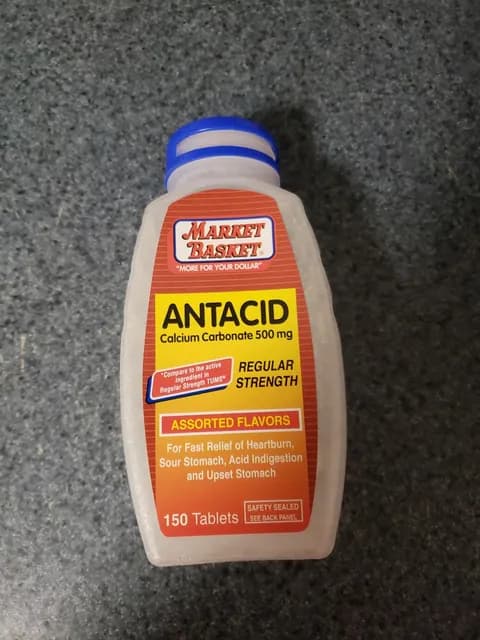 MARKET
BASKET®
"MORE FOR YOUR DOLLAR"
ANTACID
Calcium Carbonate 500 mg
*Compare to the active
ingredient in
Regular Strength TUMS®
REGULAR
STRENGTH
ASSORTED FLAVORS
For Fast Relief of Heartburn,
Sour Stomach, Acid Indigestion
and Upset Stomach
150 Tablets
SAFETY SEALED
SEE BACK PANEL